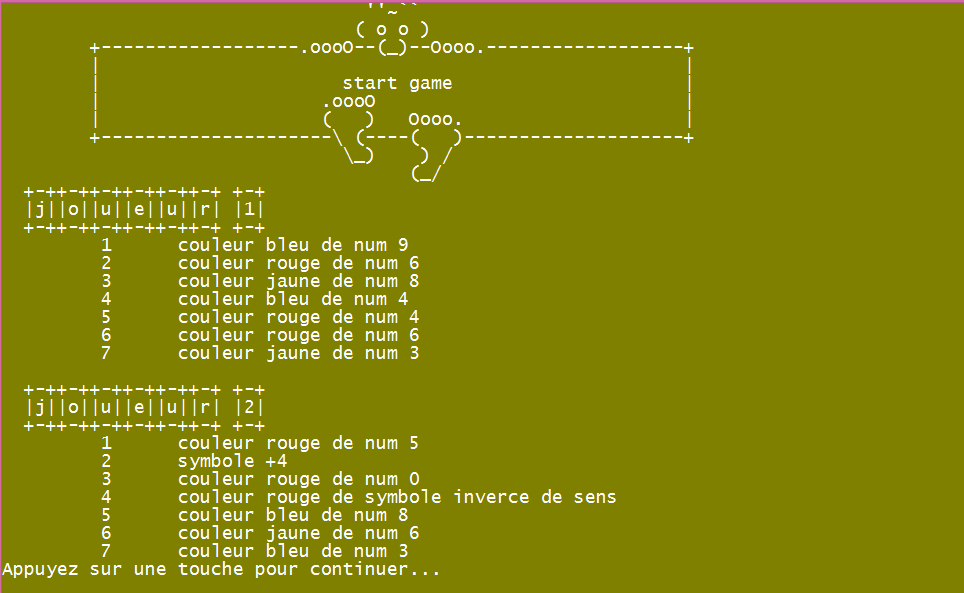 ( o o )
+------------------.oooO--(_)--Oooo.------------------+
| |
| start game |
| .oooO |
| ( ) Oooo. |
+---------------------\ (----( )--------------------+
\_) ) /
(_/
+-++-++-++-++-++-+ +-+
|j||o||u||e||u||r| |1|
+-++-++-++-++-++-+ +-+
1 couleur bleu de num 9
2 couleur rouge de num 6
3 couleur jaune de num 8
4 couleur bleu de num 4
5 couleur rouge de num 4
6 couleur rouge de num 6
7 couleur jaune de num 3
+-++-++-++-++-++-+ +-+
|j||o||u||e||u||r| |2|
+-++-++-++-++-++-+ +-+
1 couleur rouge de num 5
2 symbole +4
3 couleur rouge de num 0
4 couleur rouge de symbole inverce de sens
5 couleur bleu de num 8
6 couleur jaune de num 6
7 couleur bleu de num 3
Appuyez sur une touche pour continuer...